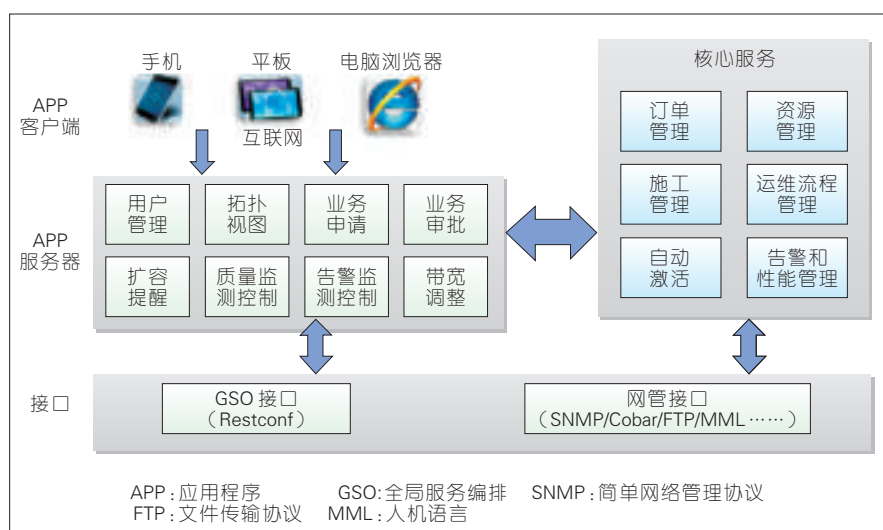 手机
平板
电脑浏览器
核心服务
APP
客户端
互联网
订单
管理
资源
管理
施工
管理
运维流程
管理
自动
激活
告警和
性能管理
APP
服务器
用户
管理
拓扑
视图
业务
申请
业务
审批
扩容
提醒
质量监
测控制
告警监
测控制
带宽
调整
接口
GSO 接口
（Restconf）
网管接口
（SNMP/Cobar/FTP/MML ……）
APP：应用程序 GSO：全局服务编排 SNMP：简单网络管理协议
FTP：文件传输协议 MML：人机语言